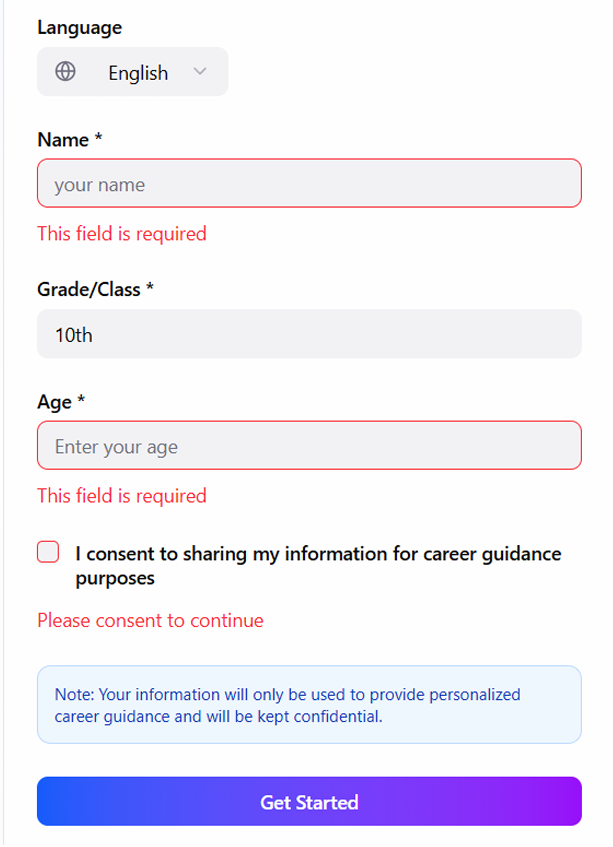 Language
English
Name *
your name
This field is required
Grade/Class *
10th
Age *
Enter your age
This field is required
I consent to sharing my information for career guidance
purposes
Please consent to continue
Note: Your information will only be used to provide personalized
career guidance and will be kept confidential.
Get Started